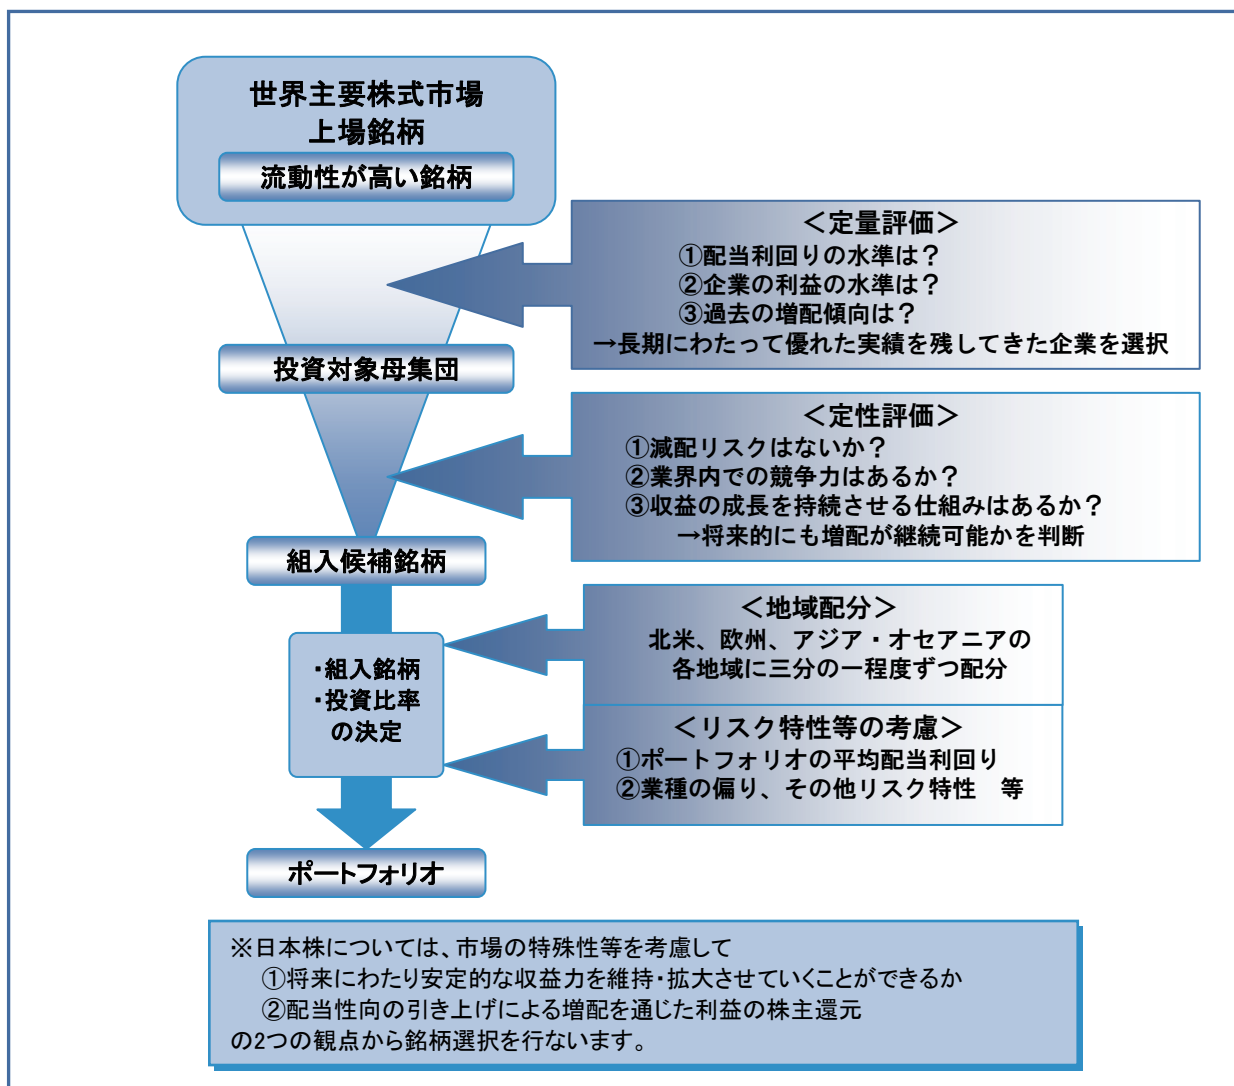 世界主要株式市場
上場銘柄
流動性が高い銘柄
＜定量評価＞
①配当利回りの水準は？
②企業の利益の水準は？
③過去の増配傾向は？
→長期にわたって優れた実績を残してきた企業を選択
投資対象母集団
＜定性評価＞
①減配リスクはないか？
②業界内での競争力はあるか？
③収益の成長を持続させる仕組みはあるか？
→将来的にも増配が継続可能かを判断
組入候補銘柄
＜地域配分＞
北米、欧州、アジア・オセアニアの
各地域に三分の一程度ずつ配分
・組入銘柄
・投資比率
の決定
＜リスク特性等の考慮＞
①ポートフォリオの平均配当利回り
②業種の偏り、その他リスク特性　等
ポートフォリオ
※日本株については、市場の特殊性等を考慮して
①将来にわたり安定的な収益力を維持・拡大させていくことができるか
②配当性向の引き上げによる増配を通じた利益の株主還元
の2つの観点から銘柄選択を行ないます。